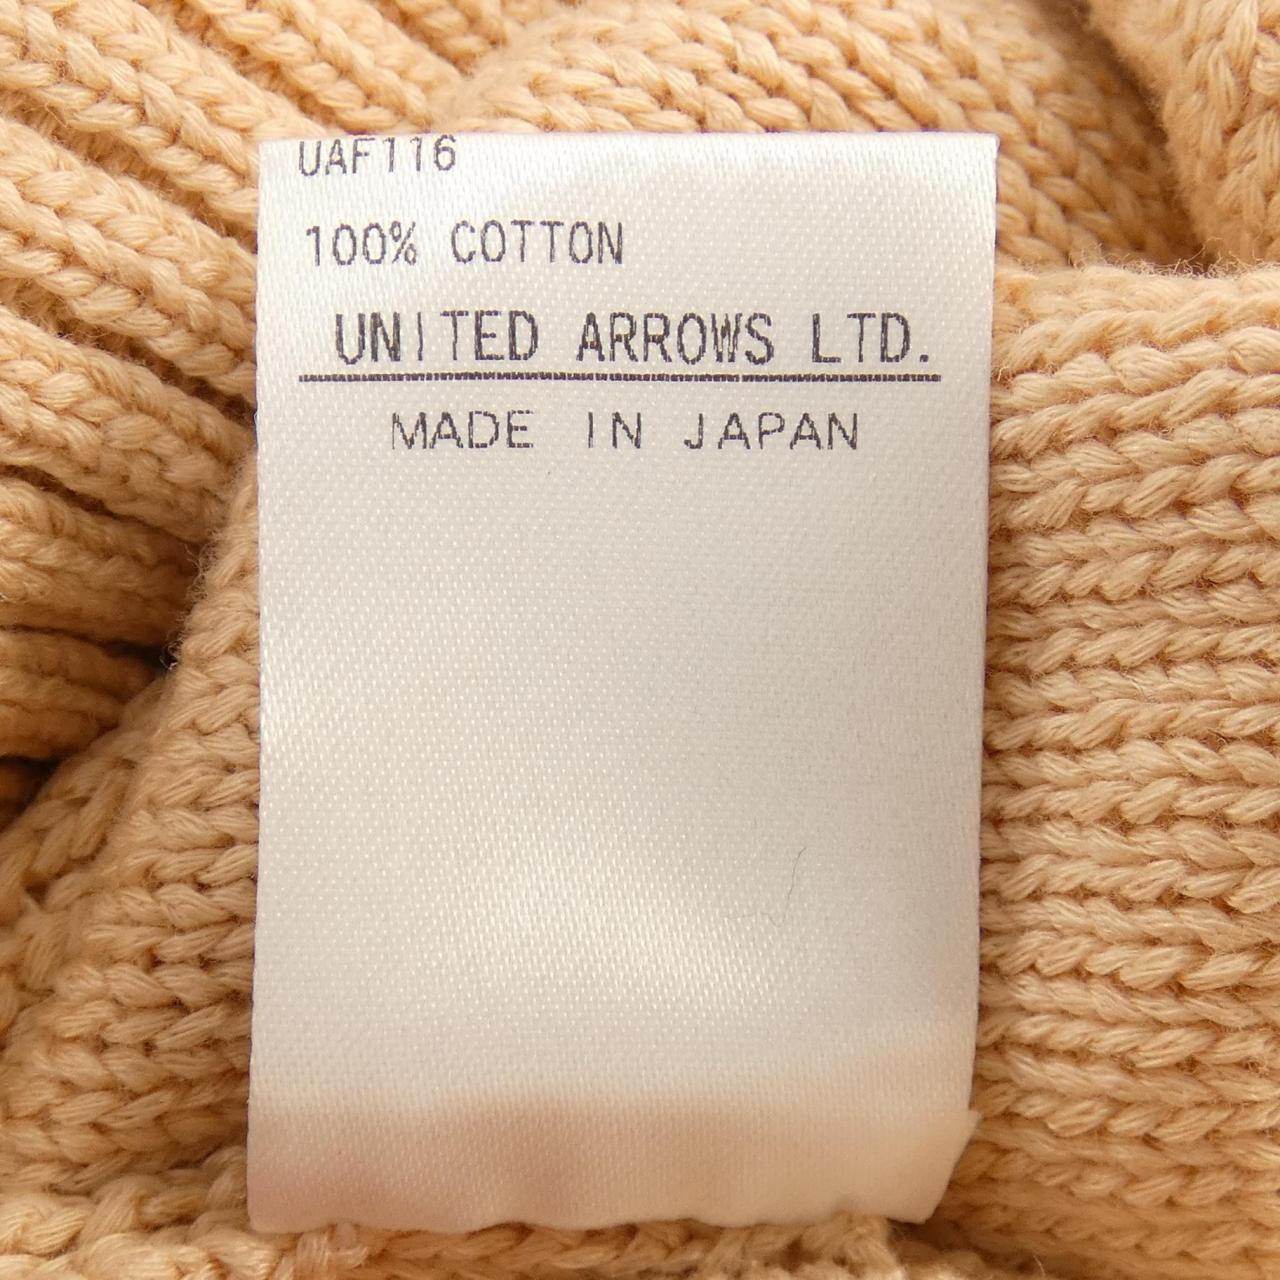 UAF116
100% COTTON
UNITED ARROWS LTD.
MADE IN JAPAN